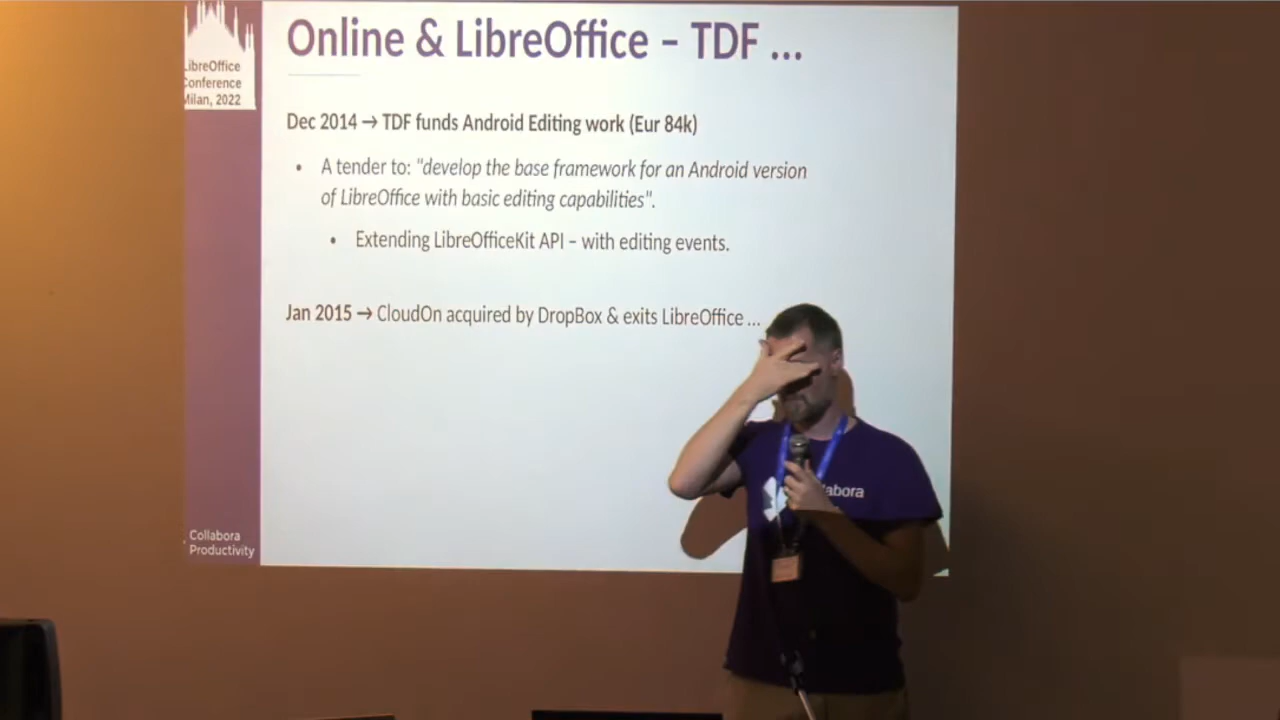 Online & LibreOffice – TDF ...
LibreOffice
Conference
Milan, 2022
Dec 2014 → TDF funds Android Editing work (Eur 84k)
• A tender to: "develop the base framework for an Android version
of LibreOffice with basic editing capabilities".
• Extending LibreOfficeKit API – with editing events.
Jan 2015 → CloudOn acquired by DropBox & exits LibreOffice ...
abora
Collabora
Productivity